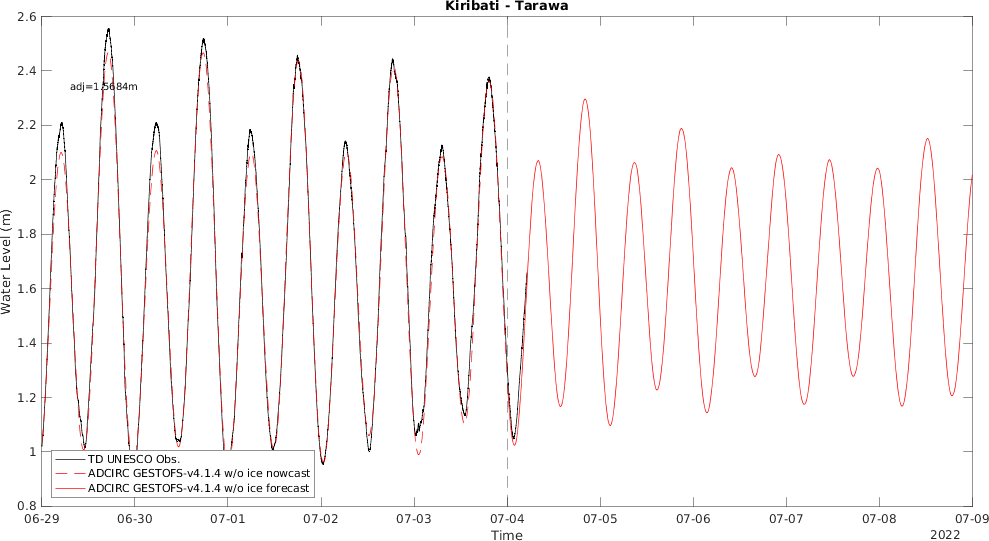 Kiribati - Tarawa
2.6
2.4
2.2
2
1.8
1.6
1.4
1.2
1
0.8
Water Level (m)
adj=1.5684m
TD UNESCO Obs.
ADCIRC GESTOFS-v4.1.4 w/o ice nowcast
ADCIRC GESTOFS-v4.1.4 w/o ice forecast
06-29 06-30 07-01 07-02 07-03 07-04 07-05 07-06 07-07 07-08 07-09
Time
2022